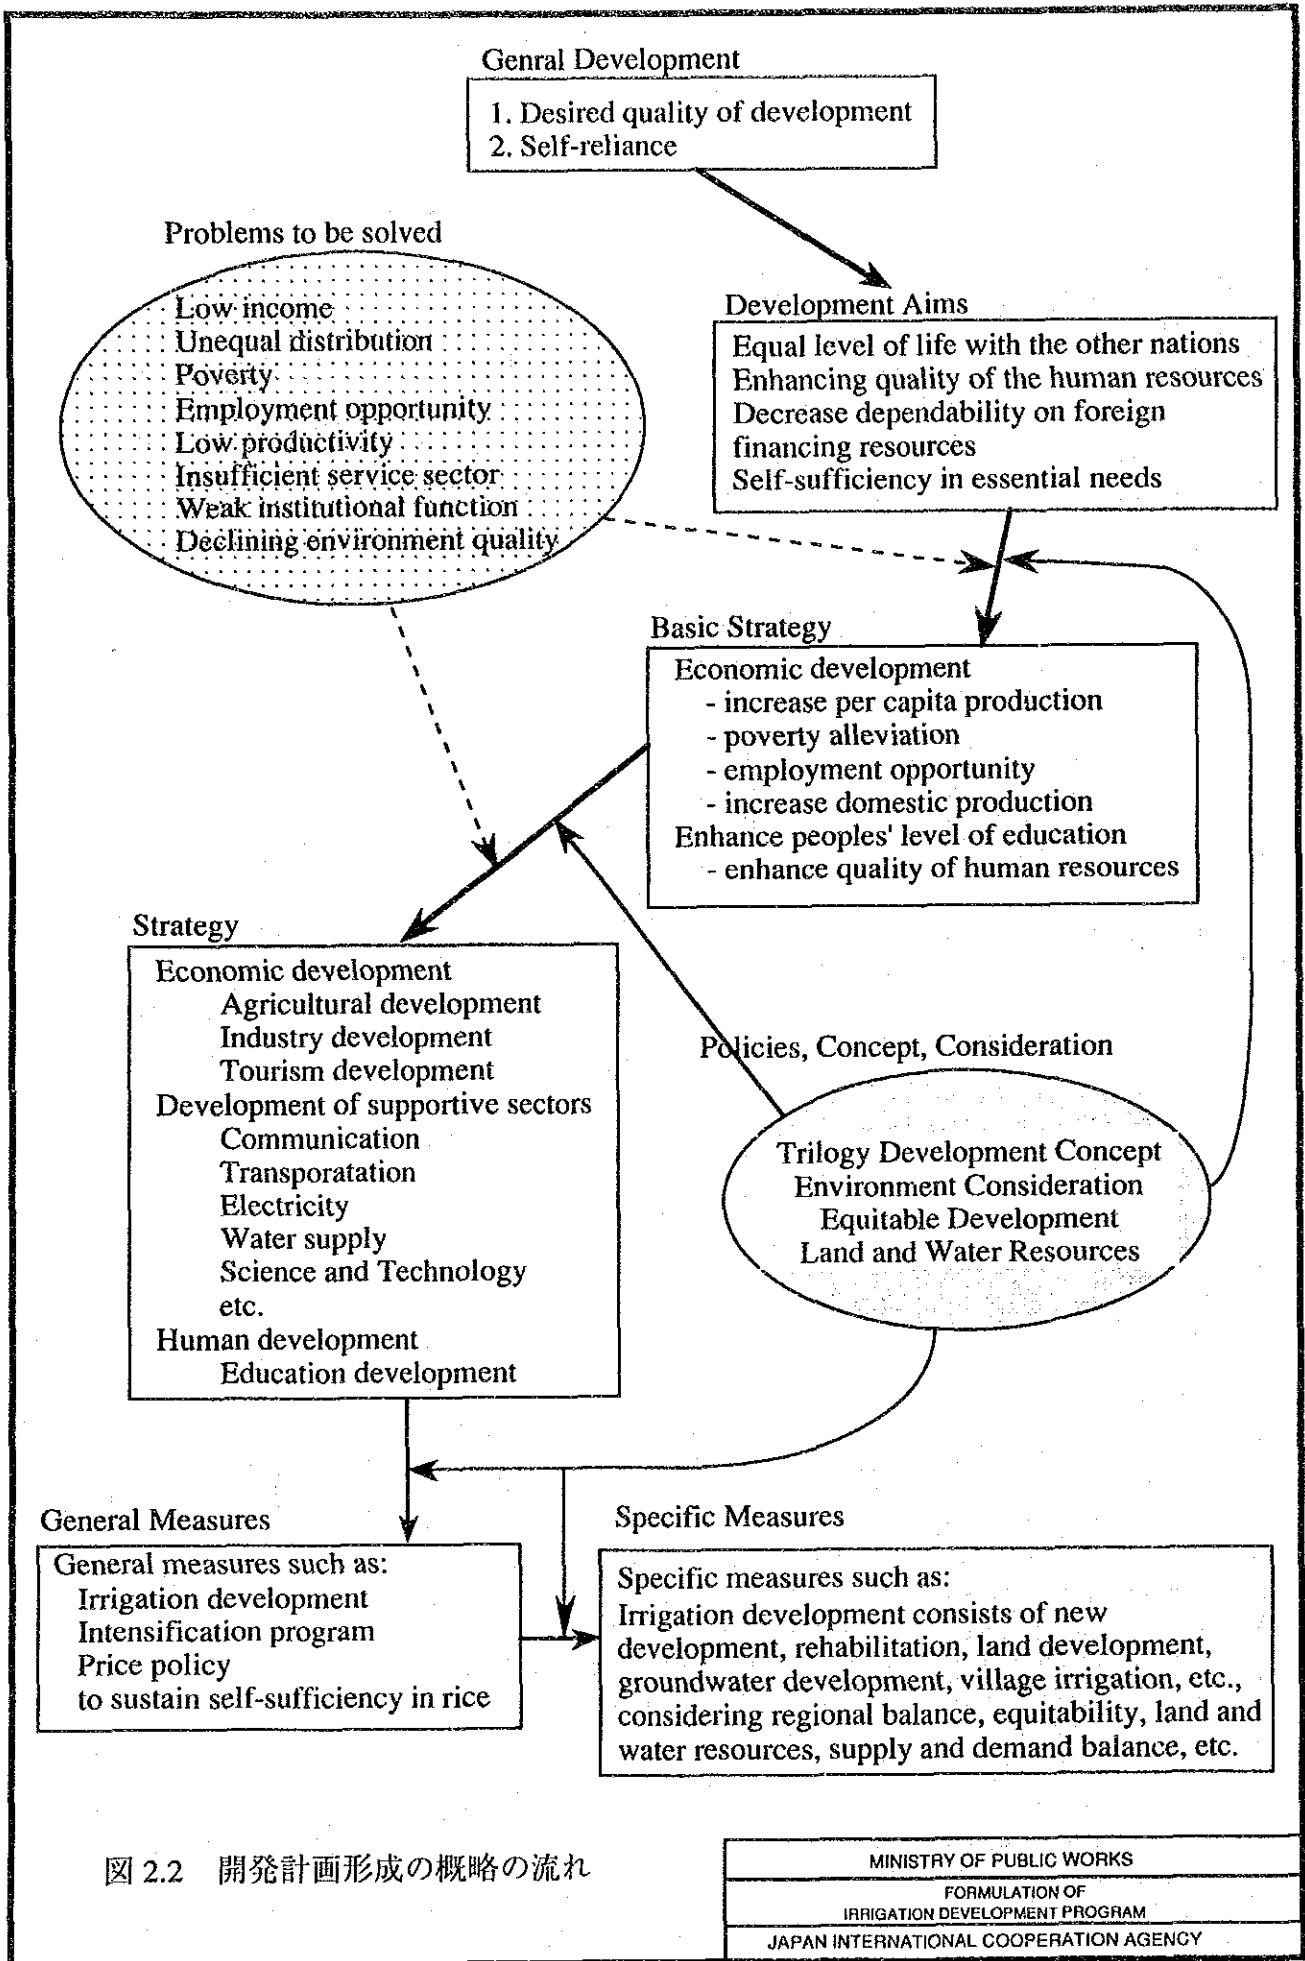 Genral Development
1. Desired quality of development
2. Self-reliance
Problems to be solved
Low income
Unequal distribution
Poverty
Employment opportunity
Low productivity
Insufficient service sector
Weak institutional function
Declining environment quality
Development Aims
Equal level of life with the other nations
Enhancing quality of the human resources
Decrease dependability on foreign
financing resources
Self-sufficiency in essential needs
Basic Strategy
Economic development
- increase per capita production
- poverty alleviation
- employment opportunity
- increase domestic production
Enhance peoples' level of education
- enhance quality of human resources
Strategy
Economic development
Agricultural development
Industry development
Tourism development
Development of supportive sectors
Communication
Transporatation
Electricity
Water supply
Science and Technology
etc.
Human development
Education development
Policies, Concept, Consideration
Trilogy Development Concept
Environment Consideration
Equitable Development
Land and Water Resources
General Measures
General measures such as:
Irrigation development
Intensification program
Price policy
to sustain self-sufficiency in rice
Specific Measures
Specific measures such as:
Irrigation development consists of new
development, rehabilitation, land development,
groundwater development, village irrigation, etc.,
considering regional balance, equitability, land and
water resources, supply and demand balance, etc.
図 2.2 開発計画形成の概略の流れ
MINISTRY OF PUBLIC WORKS
FORMULATION OF
IRRIGATION DEVELOPMENT PROGRAM
JAPAN INTERNATIONAL COOPERATION AGENCY